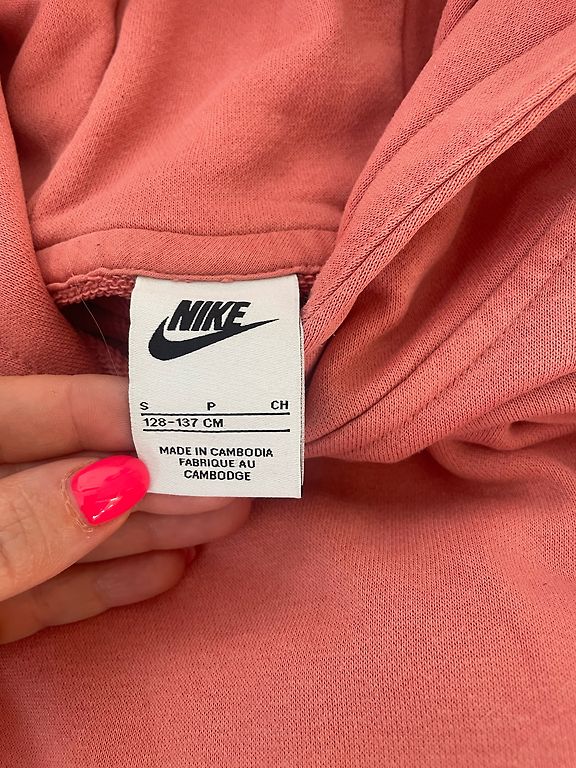 NIKE
S P CH
128-137 CM
MADE IN CAMBODIA
FABRIQUE AU
CAMBODGE